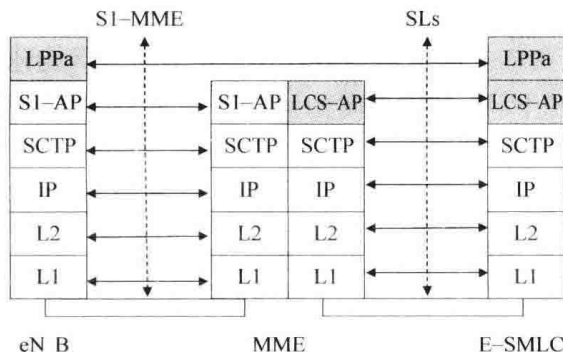 S1-MME SLs
LPPa LPPa
S1-AP S1-AP LCS-AP LCS-AP
SCTP SCTP SCTP SCTP
IP IP IP IP
L2 L2 L2 L2
L1 L1 L1 L1
eN B MME E-SMLC